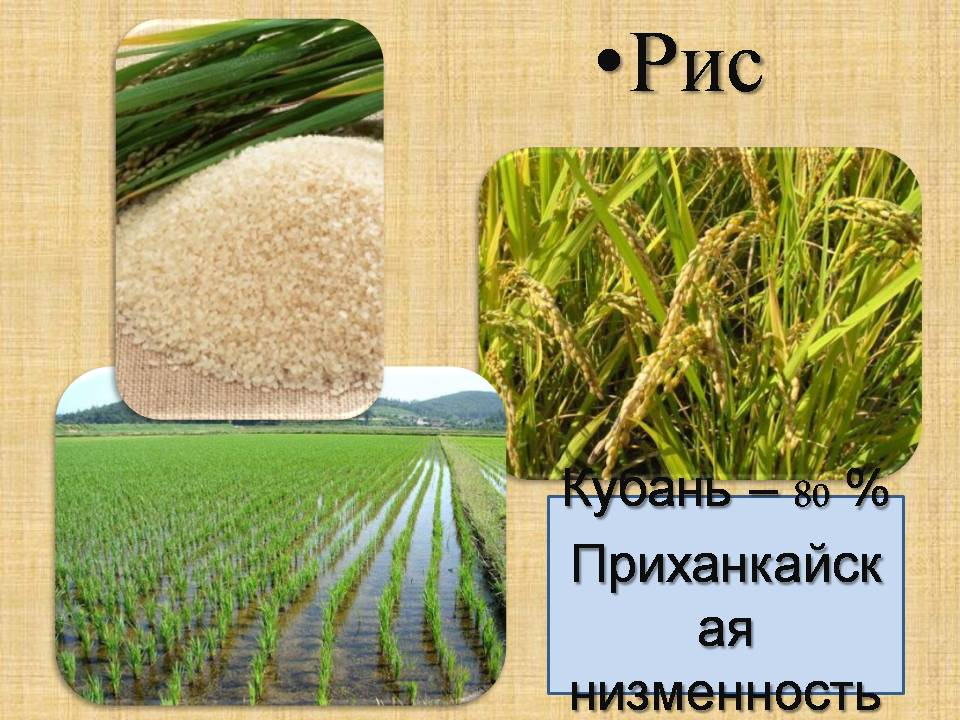 •Рис
Кубань – 80 %
Приханкайск
ая
низменность